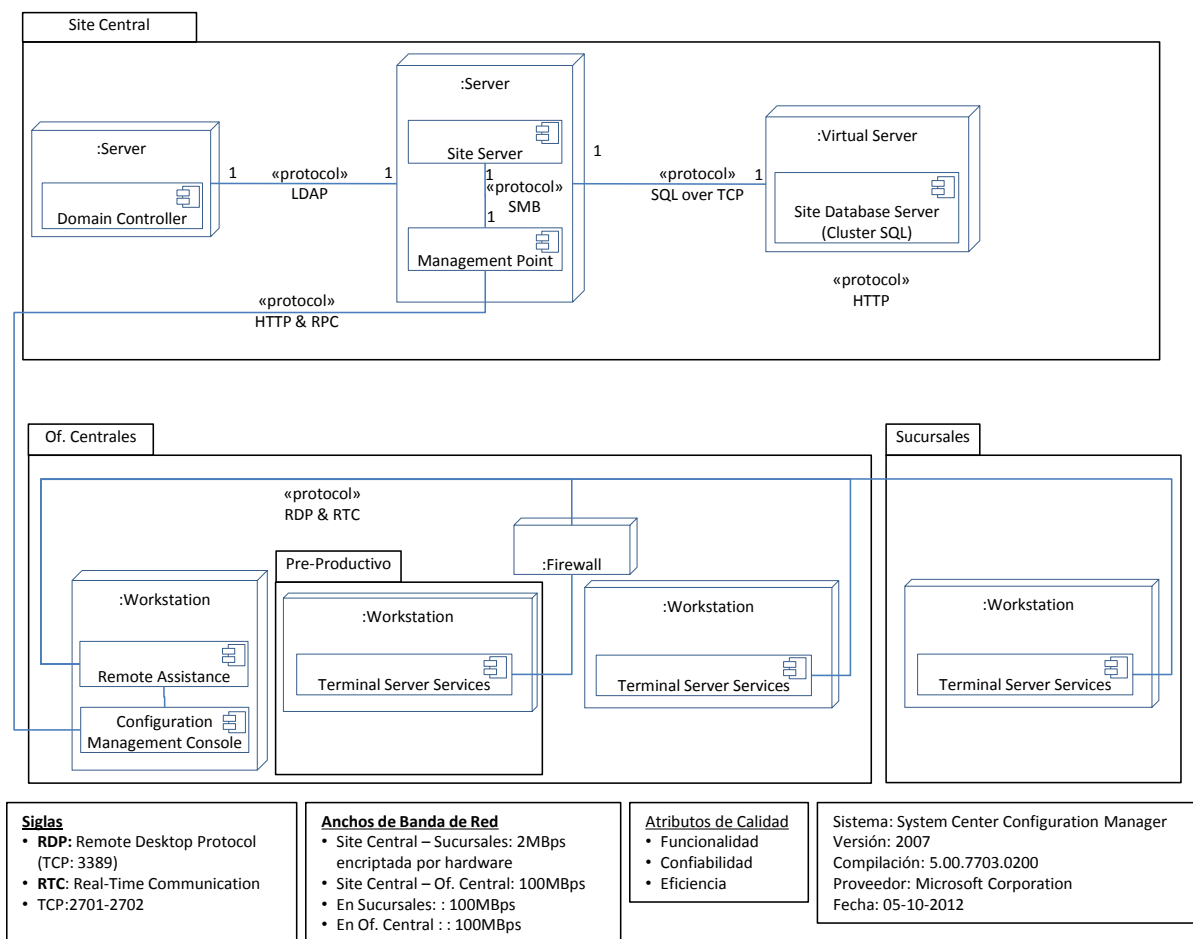 Site Central
:Server
Site Server
1
«protocol»
SMB
1
Management Point
:Server
Domain Controller
1
«protocol»
LDAP
1
1
«protocol»
SQL over TCP
1
:Virtual Server
Site Database Server
(Cluster SQL)
«protocol»
HTTP
«protocol»
HTTP & RPC
Of. Centrales
«protocol»
RDP & RTC
:Firewall
:Workstation
Remote Assistance
Configuration
Management Console
Pre-Productivo
:Workstation
Terminal Server Services
:Workstation
Terminal Server Services
Sucursales
:Workstation
Terminal Server Services
Siglas
• RDP: Remote Desktop Protocol
(TCP: 3389)
• RTC: Real-Time Communication
• TCP:2701-2702
Anchos de Banda de Red
• Site Central – Sucursales: 2MBps
encriptada por hardware
• Site Central – Of. Central: 100MBps
• En Sucursales: : 100MBps
• En Of. Central : : 100MBps
Atributos de Calidad
• Funcionalidad
• Confiabilidad
• Eficiencia
Sistema: System Center Configuration Manager
Versión: 2007
Compilación: 5.00.7703.0200
Proveedor: Microsoft Corporation
Fecha: 05-10-2012